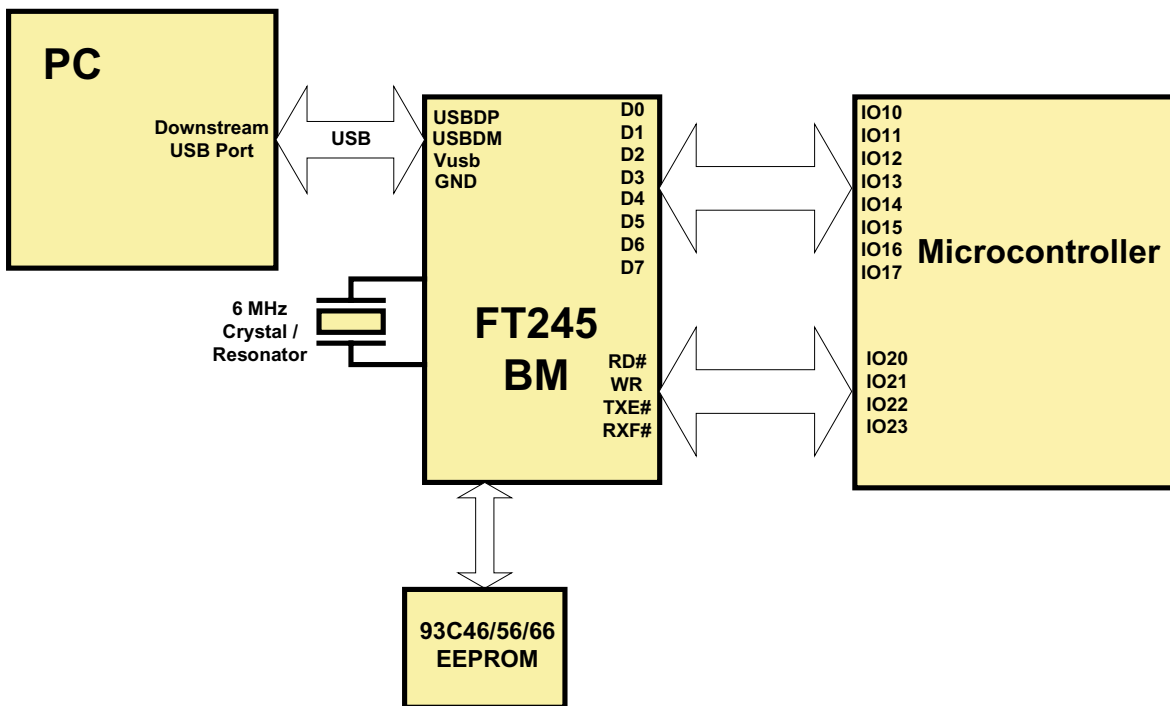 PC
Downstream
USB Port
USB
USBDP
USBDM
Vusb
GND
D0
D1
D2
D3
D4
D5
D6
D7
FT245
BM
RD#
WR
TXE#
RXF#
6 MHz
Crystal /
Resonator
IO10
IO11
IO12
IO13
IO14
IO15
IO16
IO17
Microcontroller
IO20
IO21
IO22
IO23
93C46/56/66
EEPROM